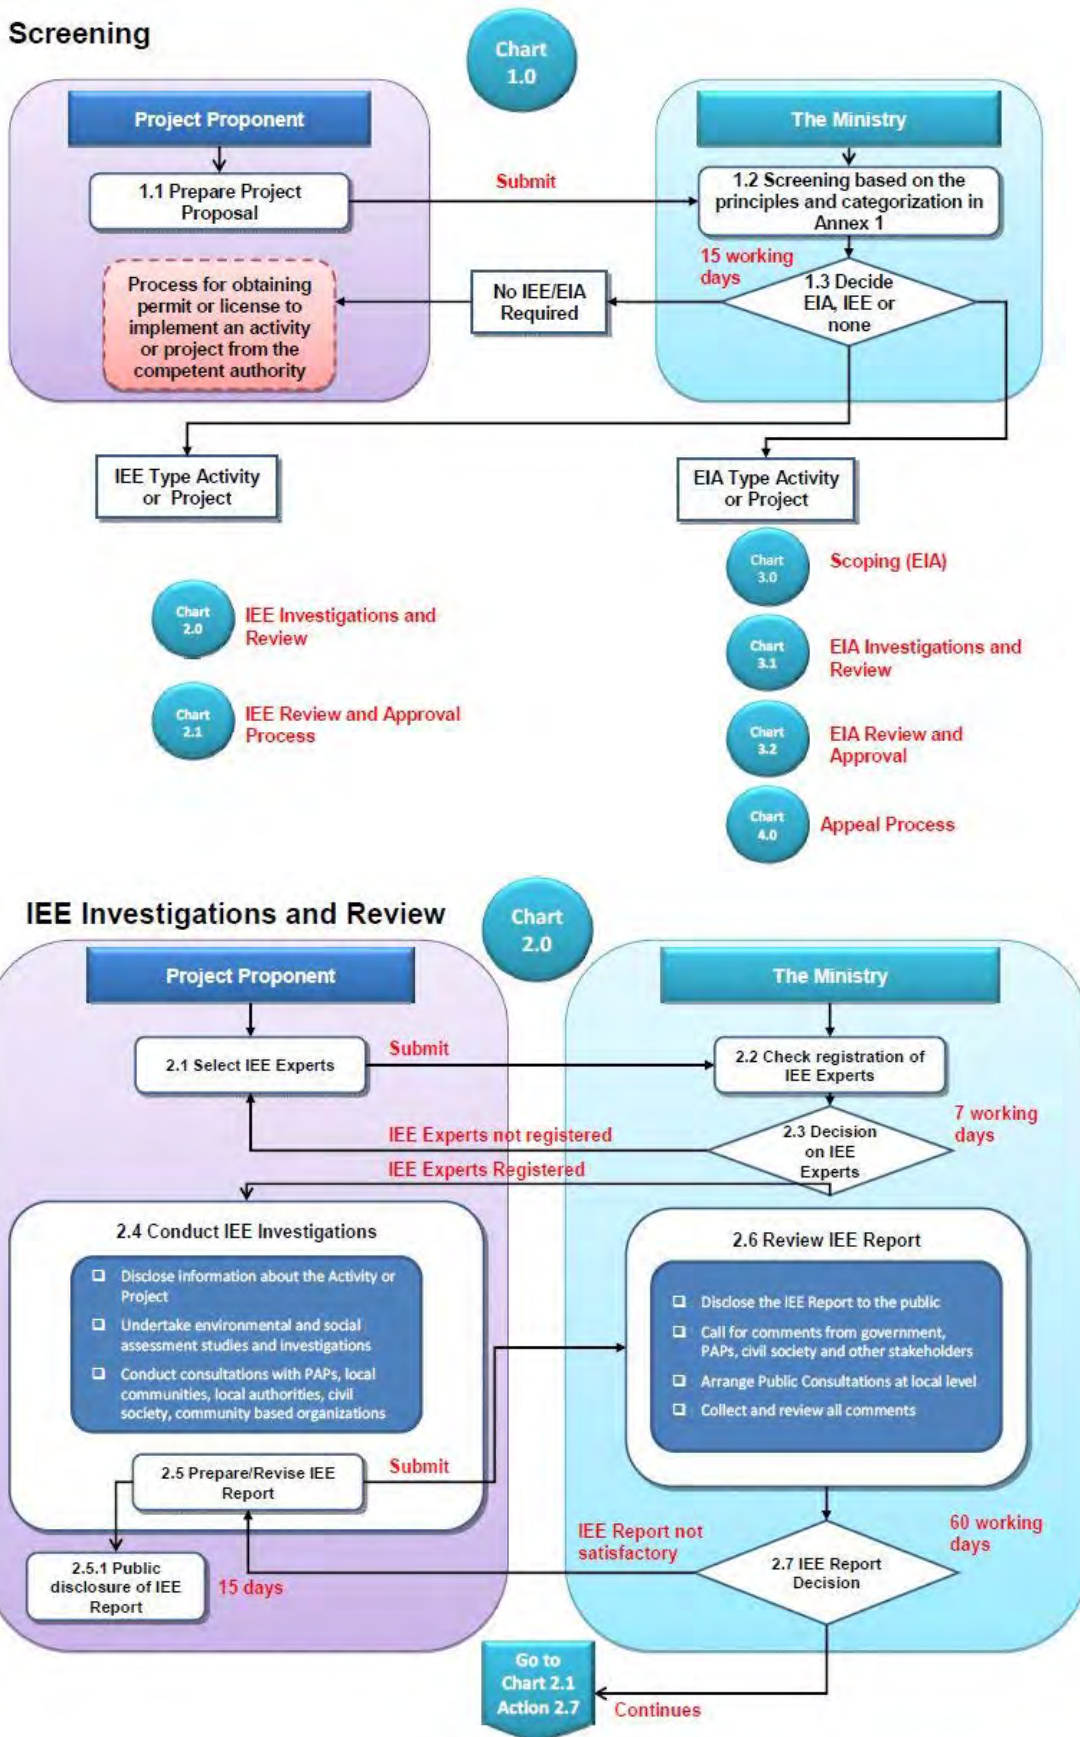 Screening
Chart
1.0
Project Proponent
The Ministry
1.1 Prepare Project
Proposal
Submit
1.2 Screening based on the
principles and categorization in
Annex 1
15 working
days
1.3 Decide
EIA, IEE or
none
No IEE/EIA
Required
Process for obtaining
permit or license to
implement an activity
or project from the
competent authority
IEE Type Activity
or Project
EIA Type Activity
or Project
Chart
2.0
IEE Investigations and
Review
Chart
2.1
IEE Review and Approval
Process
Chart
3.0
Scoping (EIA)
Chart
3.1
EIA Investigations and
Review
Chart
3.2
EIA Review and
Approval
Chart
4.0
Appeal Process
IEE Investigations and Review
Chart
2.0
Project Proponent
The Ministry
2.1 Select IEE Experts
Submit
2.2 Check registration of
IEE Experts
7 working
days
2.3 Decision
on IEE
Experts
IEE Experts not registered
IEE Experts Registered
2.4 Conduct IEE Investigations
Disclose information about the Activity or
Project
Undertake environmental and social
assessment studies and investigations
Conduct consultations with PAPs, local
communities, local authorities, civil
society, community based organizations
2.5 Prepare/Revise IEE
Report
Submit
2.5.1 Public
disclosure of IEE
Report
15 days
2.6 Review IEE Report
Disclose the IEE Report to the public
Call for comments from government,
PAPs, civil society and other stakeholders
Arrange Public Consultations at local level
Collect and review all comments
IEE Report not
satisfactory
60 working
days
2.7 IEE Report
Decision
Go to
Chart 2.1
Action 2.7
Continues